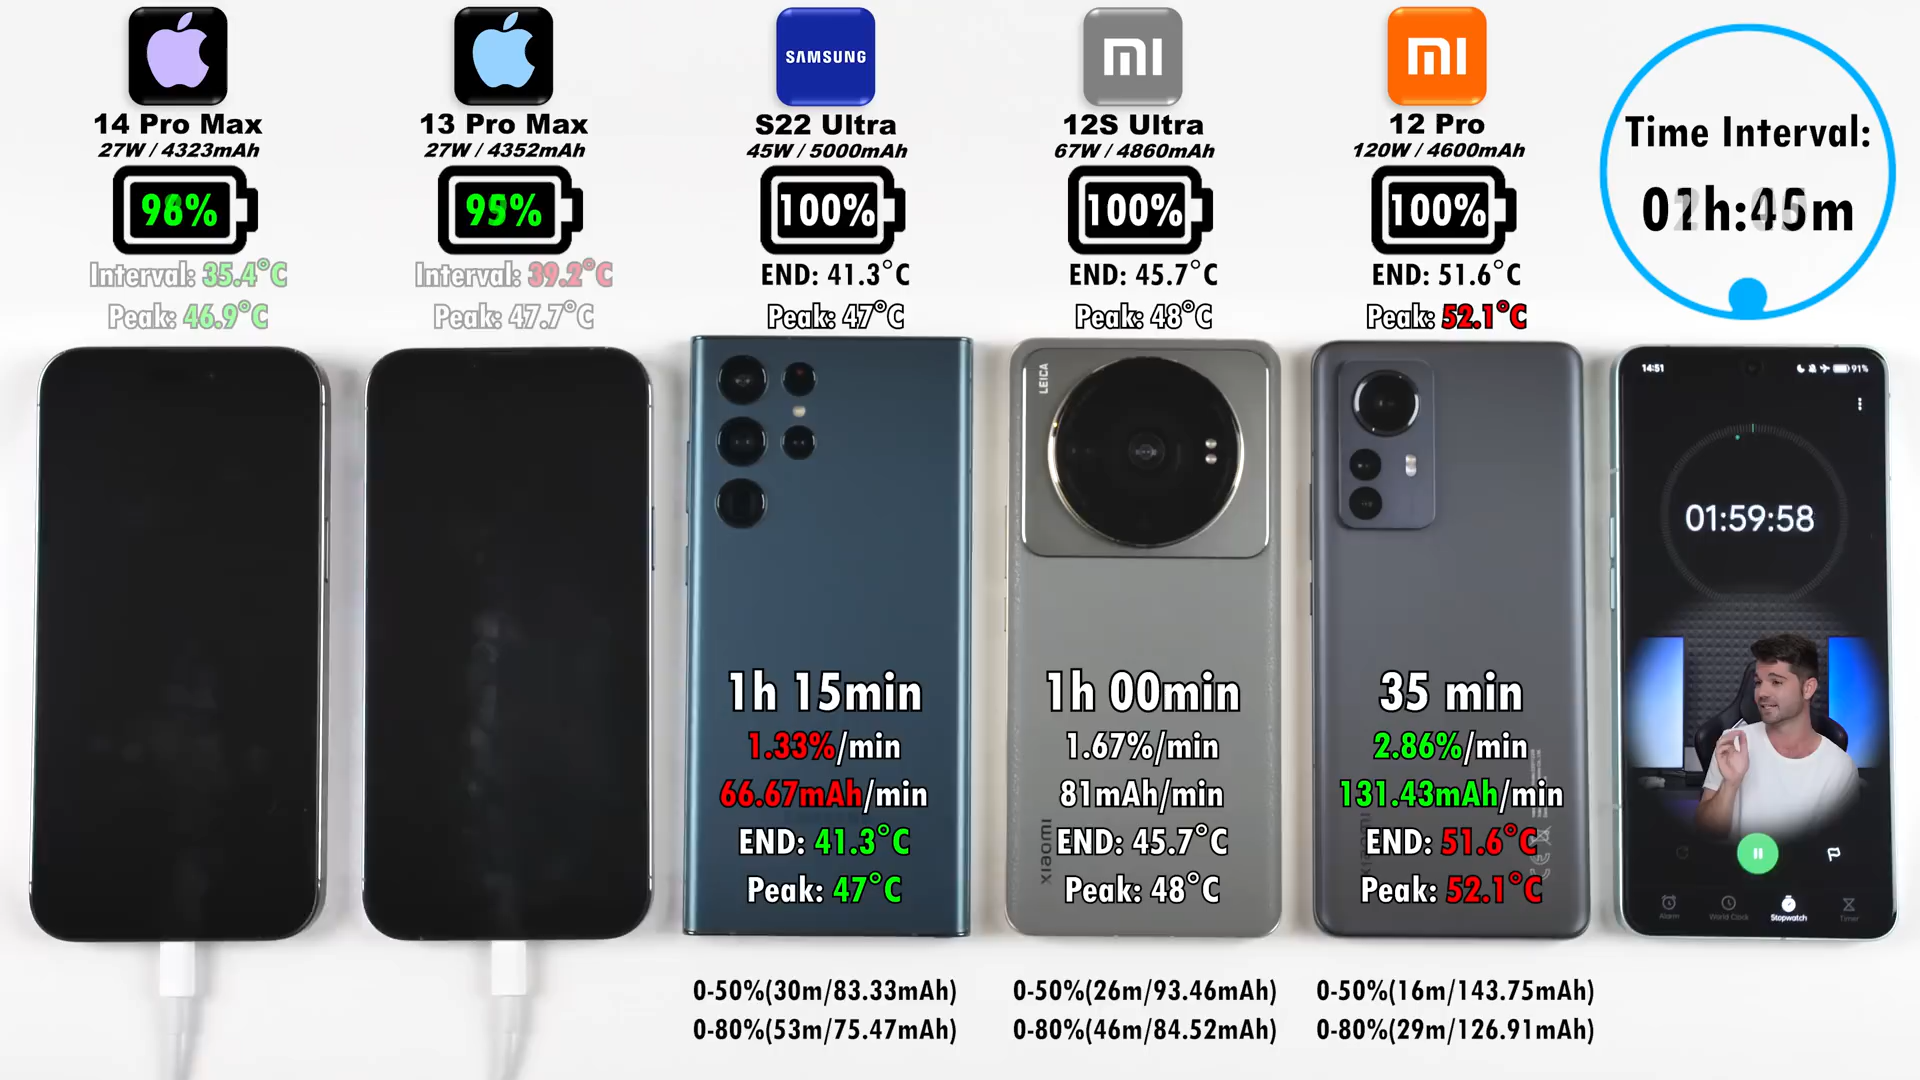 SAMSUNG
14 Pro Max
27W / 4323mAh
Interval: 35.4°C
Peak: 46.9°C
13 Pro Max
27W / 4352mAh
Interval: 39.2°C
Peak: 47.7°C
S22 Ultra
45W / 5000mAh
100%
END: 41.3°C
Peak: 47°C
12S Ultra
67W / 4860mAh
100%
END: 45.7°C
Peak: 48°C
12 Pro
120W / 4600mAh
100%
END: 51.6°C
Peak: 52.1°C
Time Interval:
1h 15min
1.33%/min
66.67mAh/min
END: 41.3°C
Peak: 47°C
0-50%(30m/83.33mAh)
0-80%(53m/75.47mAh)
LEICA
1h 00min
1.67%/min
81mAh/min
END: 45.7°C
Peak: 48°C
xiaomi
0-50%(26m/93.46mAh)
0-80%(46m/84.52mAh)
35 min
2.86%/min
131.43mAh/min
END: 51.6°C
Peak: 52.1°C
0-50%(16m/143.75mAh)
0-80%(29m/126.91mAh)
14:51
91%
01:59:58
Alarm
World Clock
Stopwatch
Timer